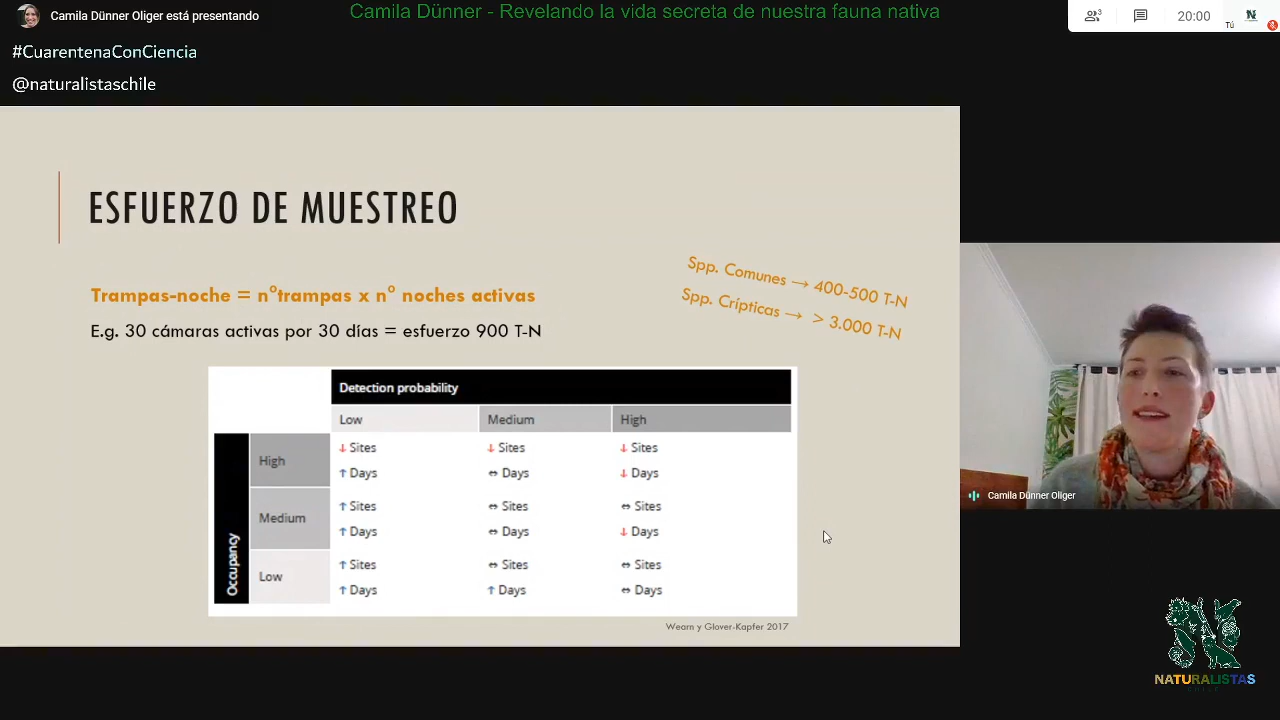 Camila Dünner Oliger está presentando
Camila Dünner - Revelando la vida secreta de nuestra fauna nativa
3
20:00
Tú
#CuarentenaConCiencia
@naturalistaschile
ESFUERZO DE MUESTREO
Spp. Comunes → 400-500 T-N
Spp. Crípticas → > 3.000 T-N
Trampas-noche = n°trampas x n° noches activas
E.g. 30 cámaras activas por 30 días = esfuerzo 900 T-N
Detection probability
Low Medium High
Occupancy
High
↓ Sites ↓ Sites ↓ Sites
↑ Days ⇔ Days ↓ Days
Medium
↑ Sites ⇔ Sites ⇔ Sites
↑ Days ⇔ Days ↓ Days
Low
↑ Sites ⇔ Sites ⇔ Sites
↑ Days ↑ Days ⇔ Days
Wearn y Glover-Kapfer 2017
Camila Dünner Oliger
NATURALISTAS
CHILE